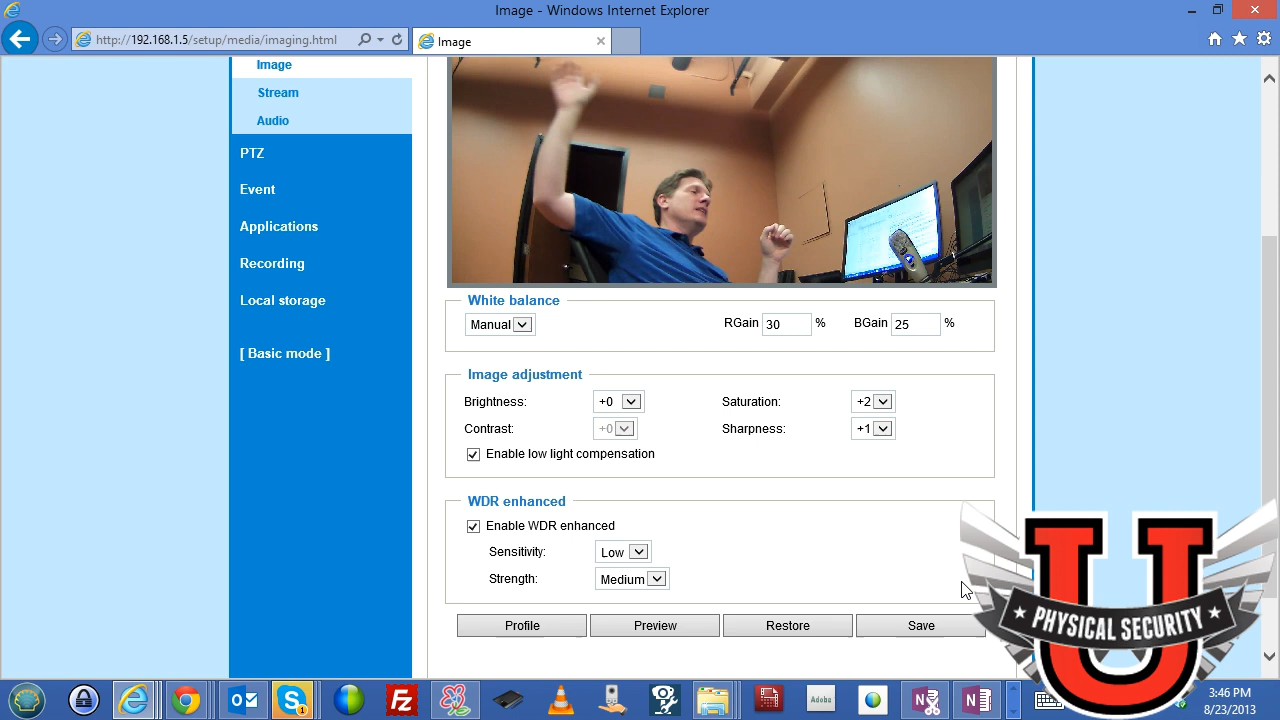 Image - Windows Internet Explorer
http://192.168.1.5/setup/media/imaging.html
Image
Image
Stream
Audio
PTZ
Event
Applications
Recording
Local storage
[ Basic mode ]
White balance
Manual
RGain 30 %
BGain 25 %
Image adjustment
Brightness: +0
Saturation: +2
Contrast: +0
Sharpness: +1
Enable low light compensation
WDR enhanced
Enable WDR enhanced
Sensitivity: Low
Strength: Medium
Profile
Preview
Restore
Save
U
PHYSICAL SECURITY
Adobe
3:46 PM
8/23/2013